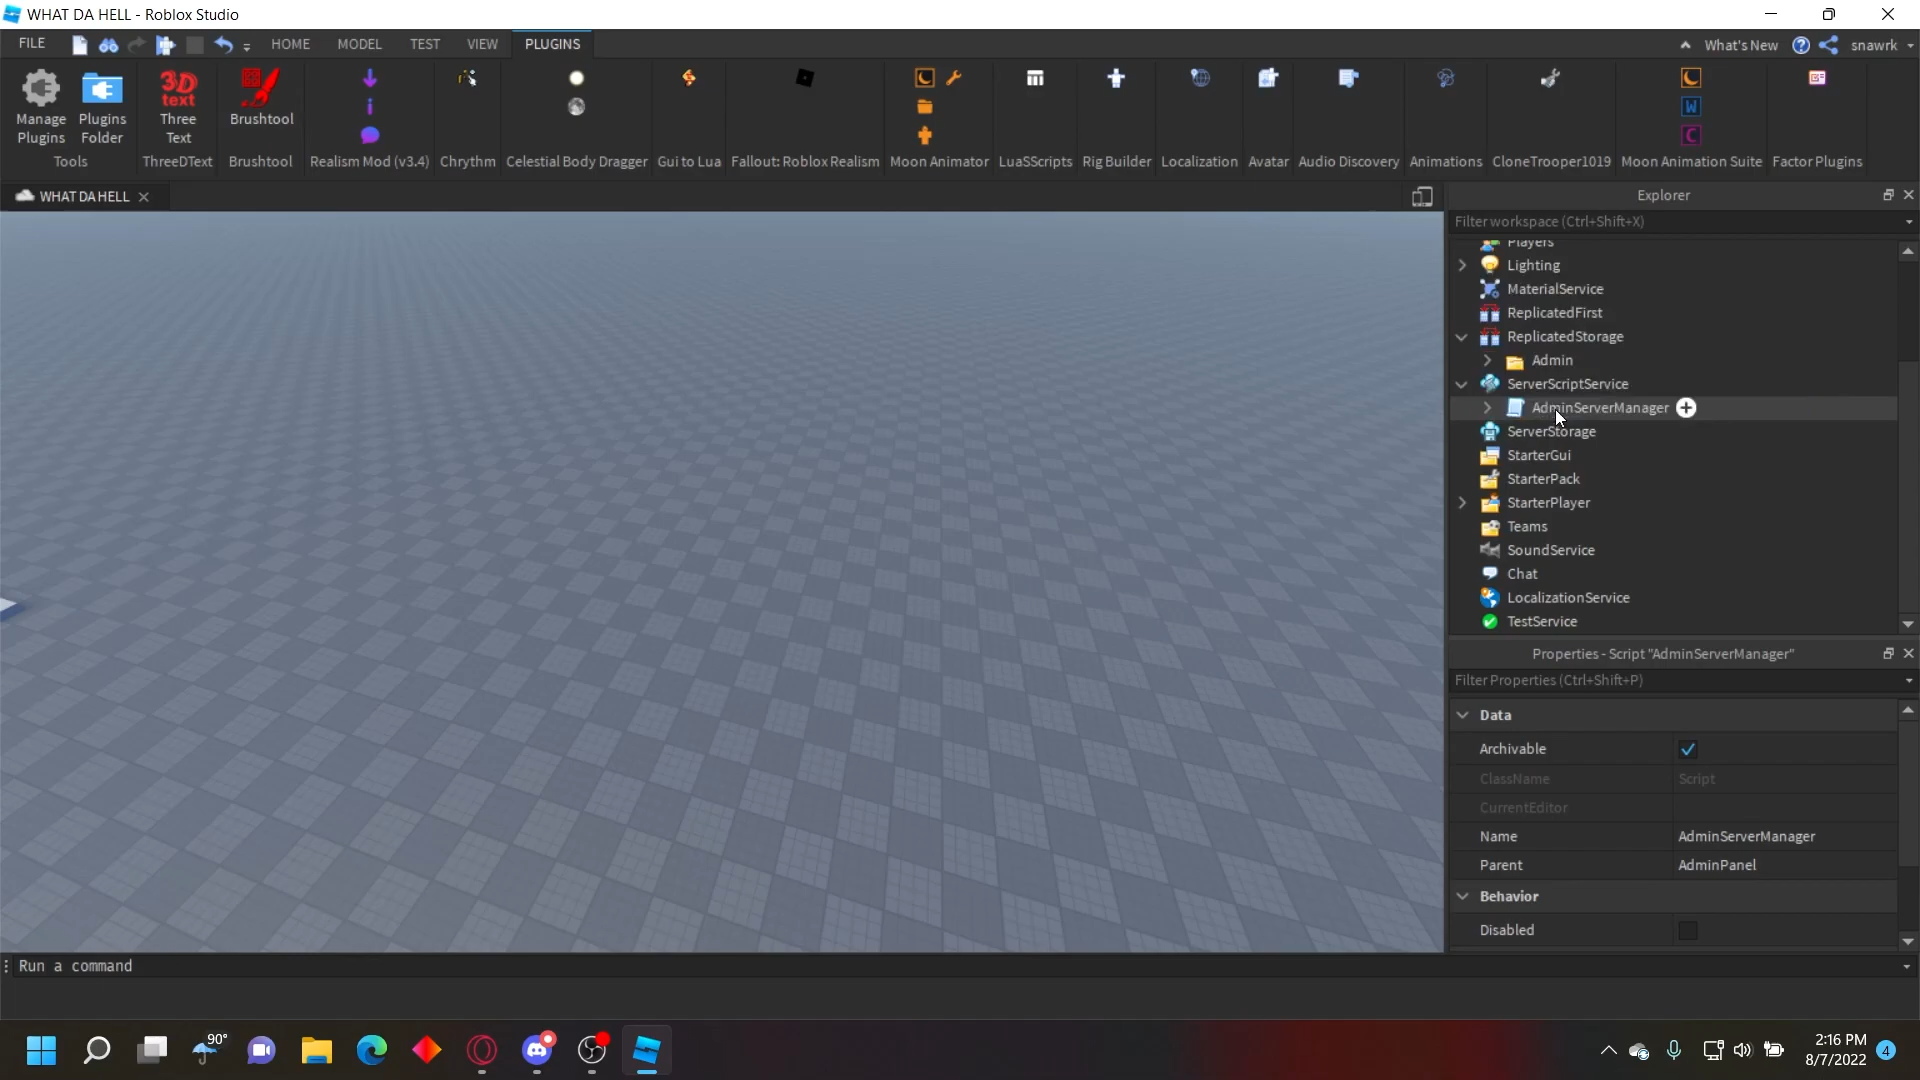 WHAT DA HELL - Roblox Studio
FILE HOME MODEL TEST VIEW PLUGINS What's New snawrk
Manage Plugins
Plugins Folder
3D text
Three Text
Brushtool
W
C
Tools ThreeDText Brushtool Realism Mod (v3.4) Chrythm Celestial Body Dragger Gui to Lua Fallout: Roblox Realism Moon Animator LuaSScripts Rig Builder Localization Avatar Audio Discovery Animations CloneTrooper1019 Moon Animation Suite Factor Plugins
WHAT DA HELL
Explorer
Filter workspace (Ctrl+Shift+X)
Players
Lighting
MaterialService
ReplicatedFirst
ReplicatedStorage
Admin
ServerScriptService
AdminServerManager
ServerStorage
StarterGui
StarterPack
StarterPlayer
Teams
SoundService
Chat
LocalizationService
TestService
Properties - Script "AdminServerManager"
Filter Properties (Ctrl+Shift+P)
Data
Archivable
ClassName Script
CurrentEditor
Name AdminServerManager
Parent AdminPanel
Behavior
Disabled
Run a command
90°
2:16 PM
8/7/2022
4